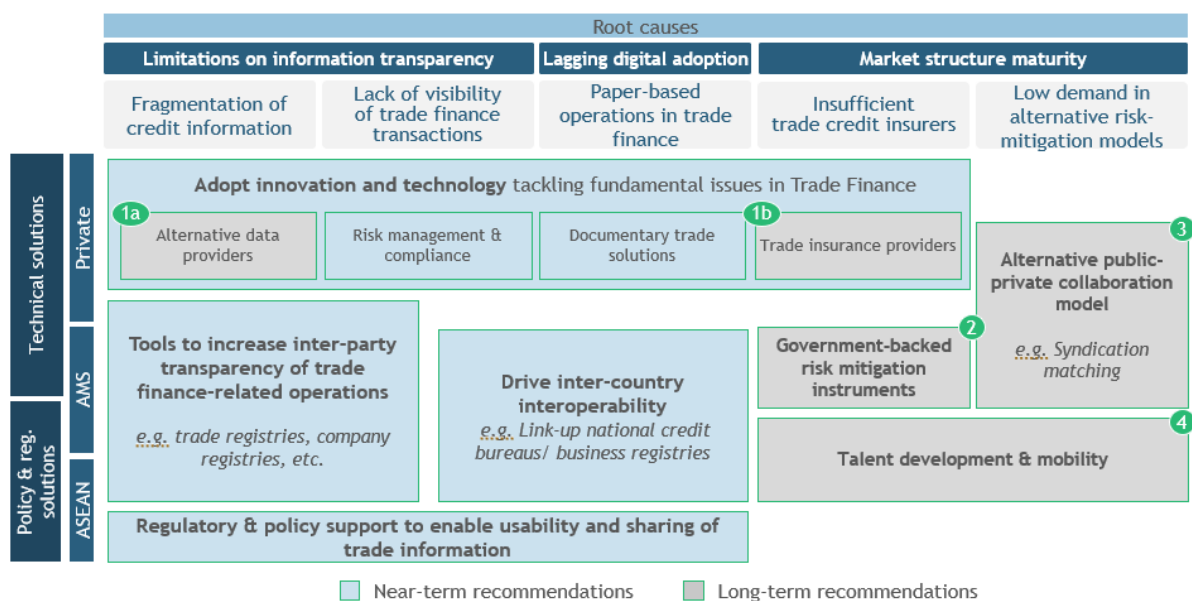 Root causes
Limitations on information transparency
Lagging digital adoption
Market structure maturity
Fragmentation of
credit information
Lack of visibility
of trade finance
transactions
Paper-based
operations in trade
finance
Insufficient
trade credit insurers
Low demand in
alternative risk-
mitigation models
Technical solutions
Policy & reg.
solutions
Private
AMS
ASEAN
Adopt innovation and technology tackling fundamental issues in Trade Finance
1a
Alternative data
providers
Risk management &
compliance
Documentary trade
solutions
1b
Trade insurance providers
3
Alternative public-
private collaboration
model
e.g. Syndication
matching
Tools to increase inter-party
transparency of trade
finance-related operations
e.g. trade registries, company
registries, etc.
Drive inter-country
interoperability
e.g. Link-up national credit
bureaus/ business registries
2
Government-backed
risk mitigation
instruments
4
Talent development & mobility
Regulatory & policy support to enable usability and sharing of
trade information
Near-term recommendations
Long-term recommendations